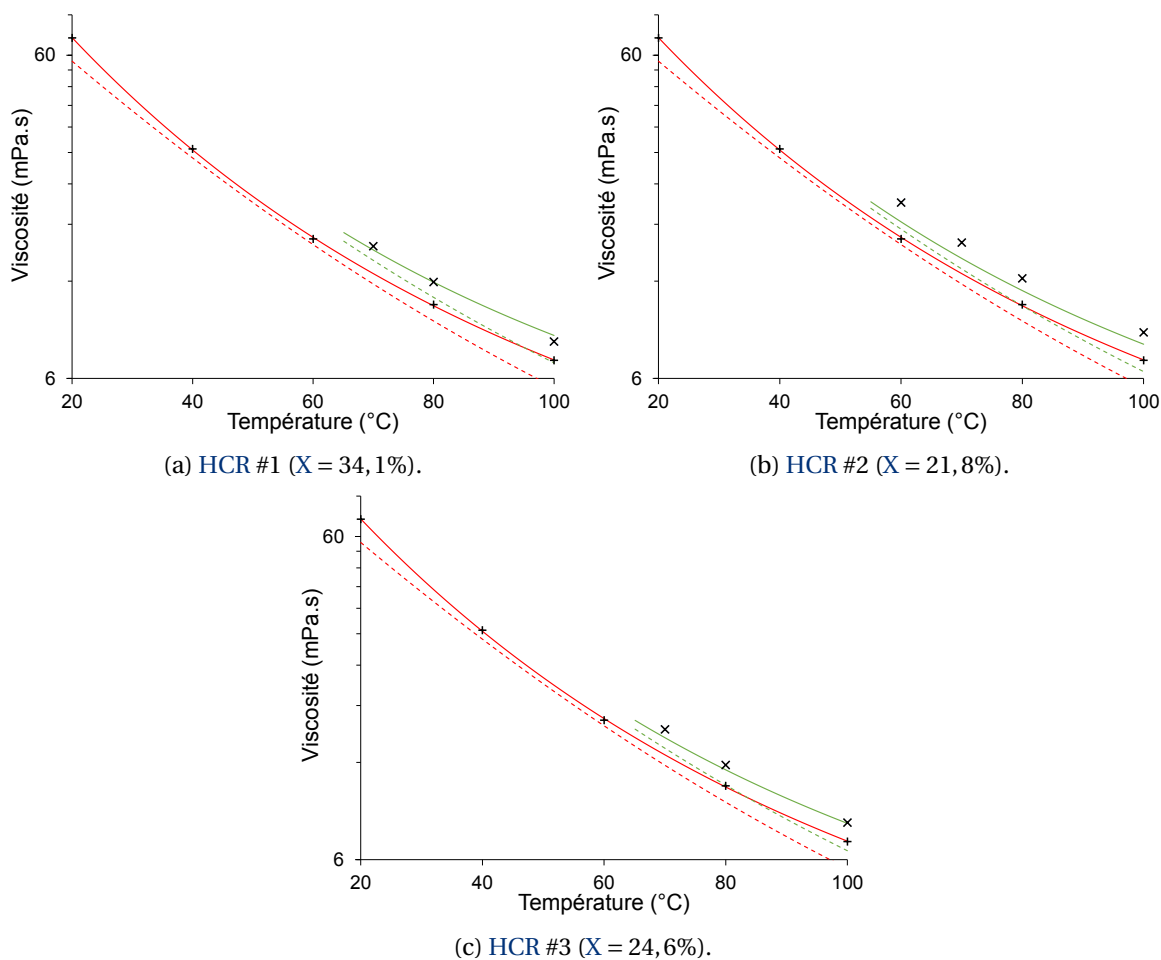 60
6
20
40
60
80
100
Viscosité (mPa.s)
Température (°C)
(a) HCR #1 (X = 34,1%).
60
6
20
40
60
80
100
Viscosité (mPa.s)
Température (°C)
(b) HCR #2 (X = 21,8%).
60
6
20
40
60
80
100
Viscosité (mPa.s)
Température (°C)
(c) HCR #3 (X = 24,6%).